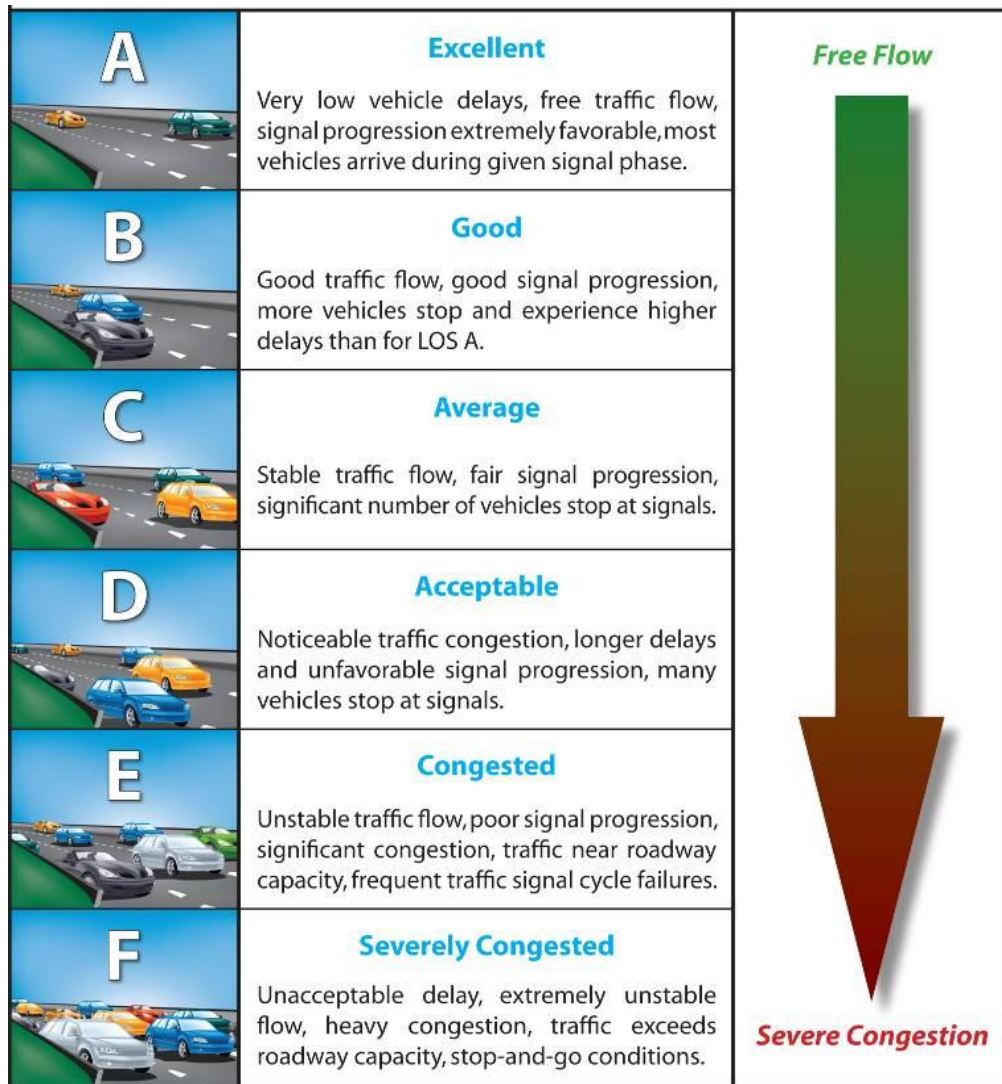 A
Excellent
Very low vehicle delays, free traffic flow,
signal progression extremely favorable, most
vehicles arrive during given signal phase.
B
Good
Good traffic flow, good signal progression,
more vehicles stop and experience higher
delays than for LOS A.
C
Average
Stable traffic flow, fair signal progression,
significant number of vehicles stop at signals.
D
Acceptable
Noticeable traffic congestion, longer delays
and unfavorable signal progression, many
vehicles stop at signals.
E
Congested
Unstable traffic flow, poor signal progression,
significant congestion, traffic near roadway
capacity, frequent traffic signal cycle failures.
F
Severely Congested
Unacceptable delay, extremely unstable
flow, heavy congestion, traffic exceeds
roadway capacity, stop-and-go conditions.
Free Flow
Severe Congestion